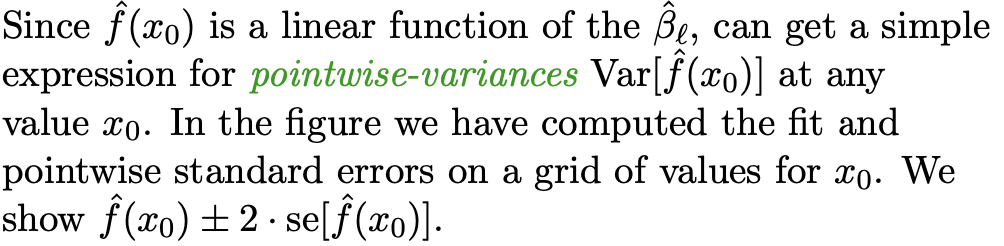 Since f̂(x₀) is a linear function of the β̂ℓ, can get a simple
expression for pointwise-variances Var[f̂(x₀)] at any
value x₀. In the figure we have computed the fit and
pointwise standard errors on a grid of values for x₀. We
show f̂(x₀) ± 2 · se[f̂(x₀)].